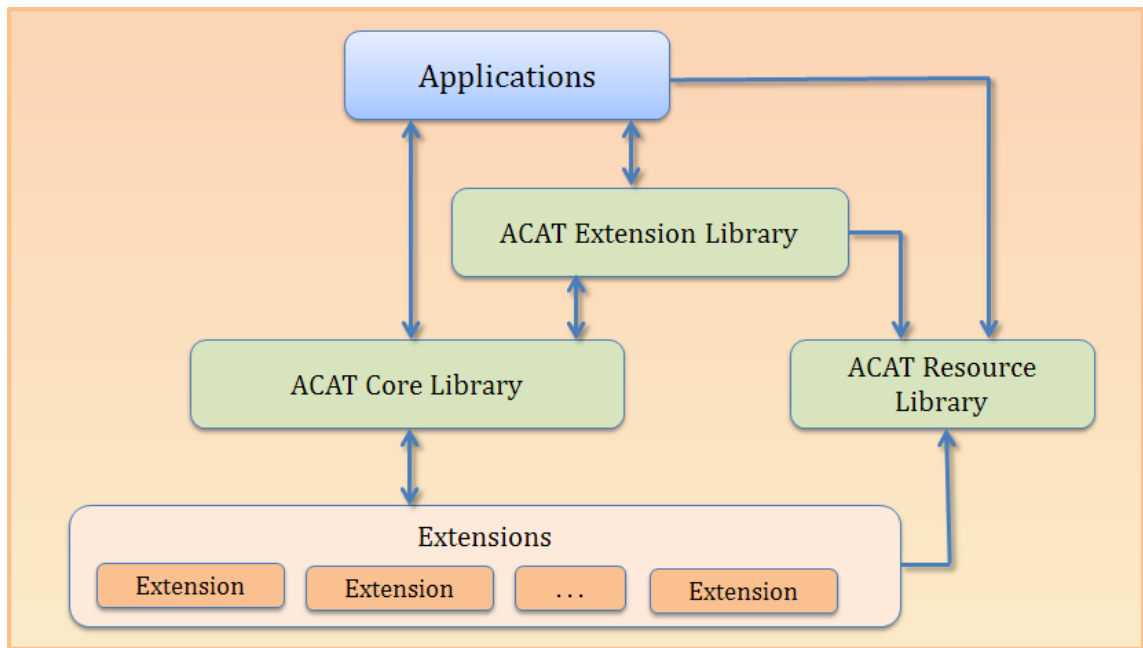 Applications
ACAT Extension Library
ACAT Core Library
ACAT Resource
Library
Extensions
Extension
Extension
...
Extension